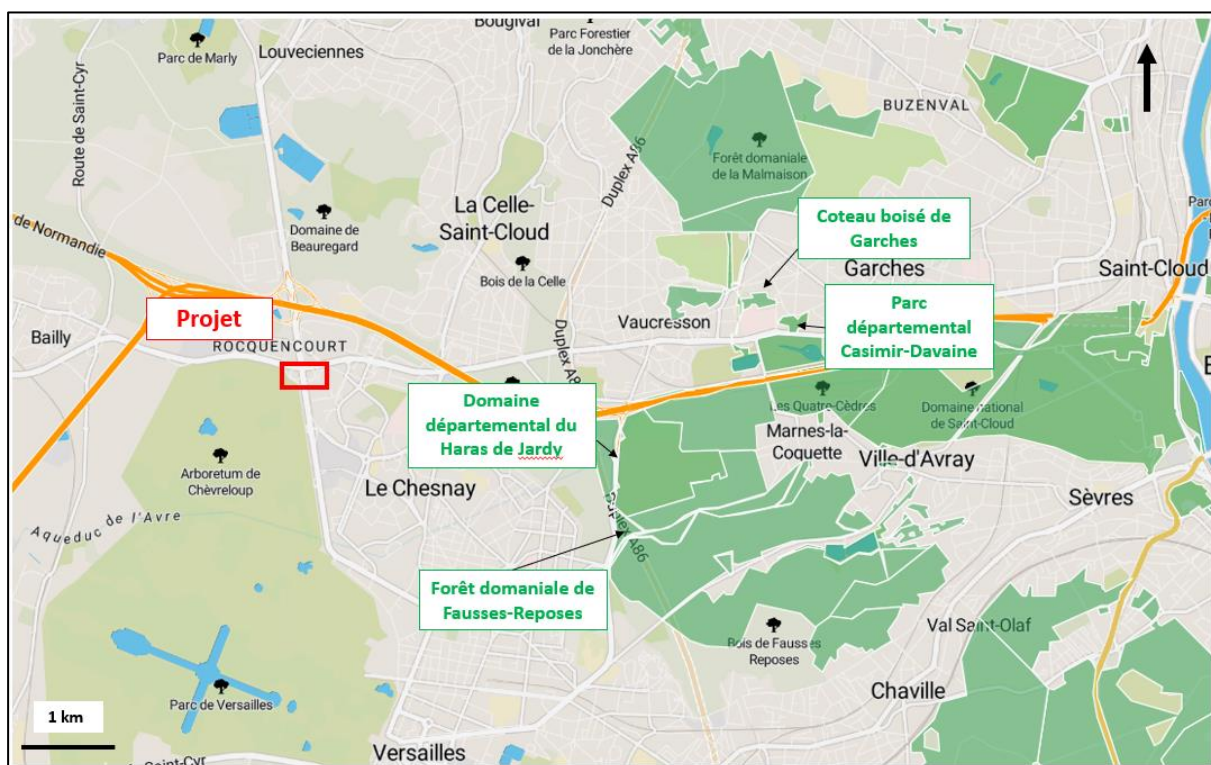 Bougival
Parc Forestier
de la Jonchère
Louveciennes
Parc de Marly
Route de Saint-Cyr
BUZENVAL
Duplex A86
Forêt domaniale
de la Malmaison
La Celle-
Saint-Cloud
Domaine de
Beauregard
Coteau boisé de
Garches
Garches
de Normandie
Bois de la Celle
Saint-Cloud
Projet
Parc
départemental
Casimir-Davaine
Vaucresson
Bailly
ROCQUENCOURT
Duplex A86
Domaine
départemental du
Haras de Jardy
Les Quatre-Cèdres
Domaine national
de Saint-Cloud
Marnes-la-
Coquette
Ville-d'Avray
Arboretum de
Chèvreloup
Le Chesnay
Sèvres
Aqueduc de l'Avre
Duplex A86
Forêt domaniale de
Fausses-Reposes
Val Saint-Olaf
Bois de Fausses
Reposes
Chaville
Parc de Versailles
1 km
Versailles